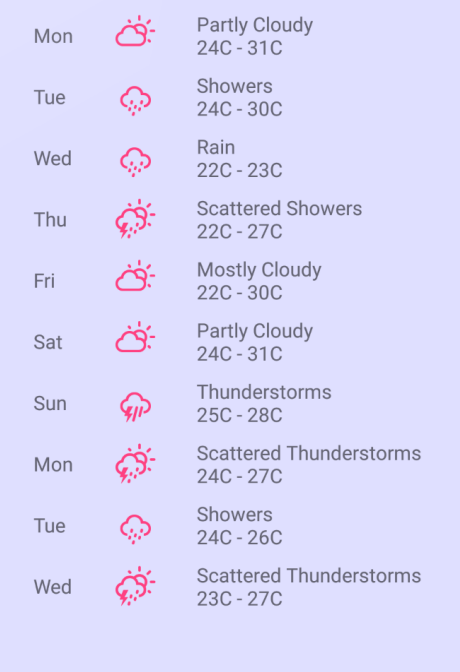 Mon
Partly Cloudy
24C - 31C
Tue
Showers
24C - 30C
Wed
Rain
22C - 23C
Thu
Scattered Showers
22C - 27C
Fri
Mostly Cloudy
22C - 30C
Sat
Partly Cloudy
24C - 31C
Sun
Thunderstorms
25C - 28C
Mon
Scattered Thunderstorms
24C - 27C
Tue
Showers
24C - 26C
Wed
Scattered Thunderstorms
23C - 27C